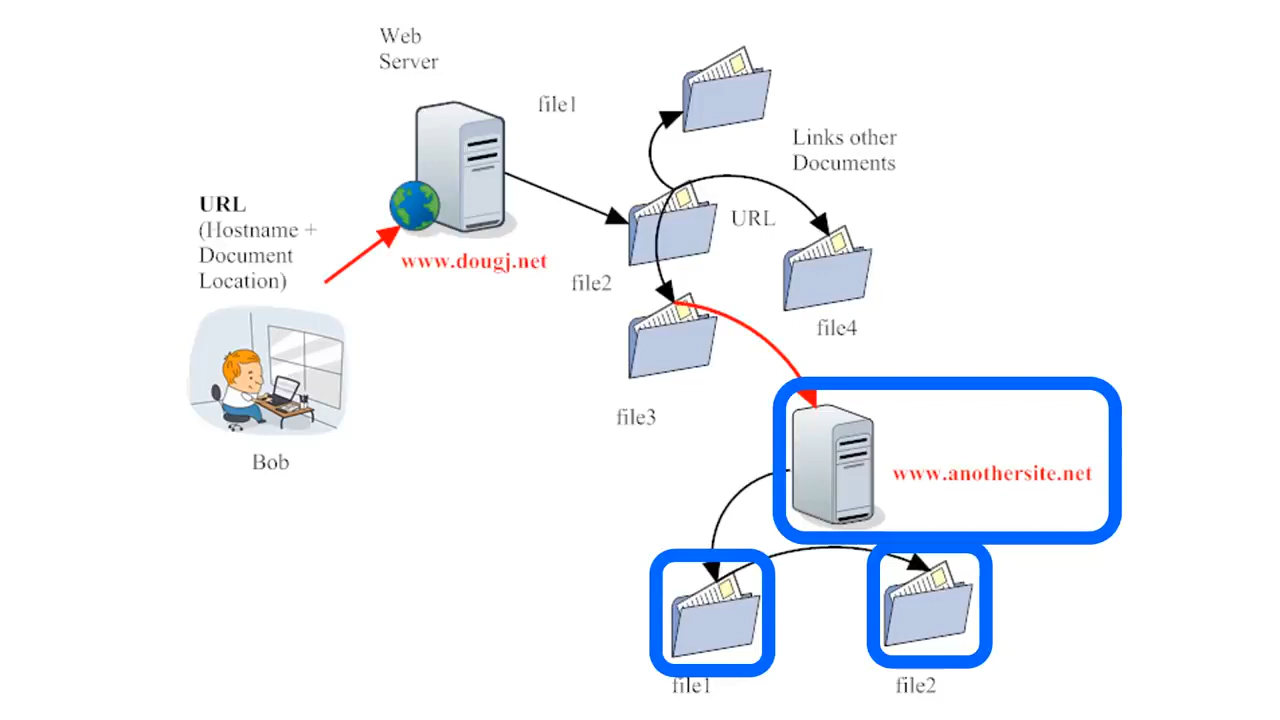 Web
Server
file1
Links other
Documents
URL
(Hostname +
Document
Location)
URL
www.dougj.net
file2
file4
file3
Bob
www.anothersite.net
file1
file2